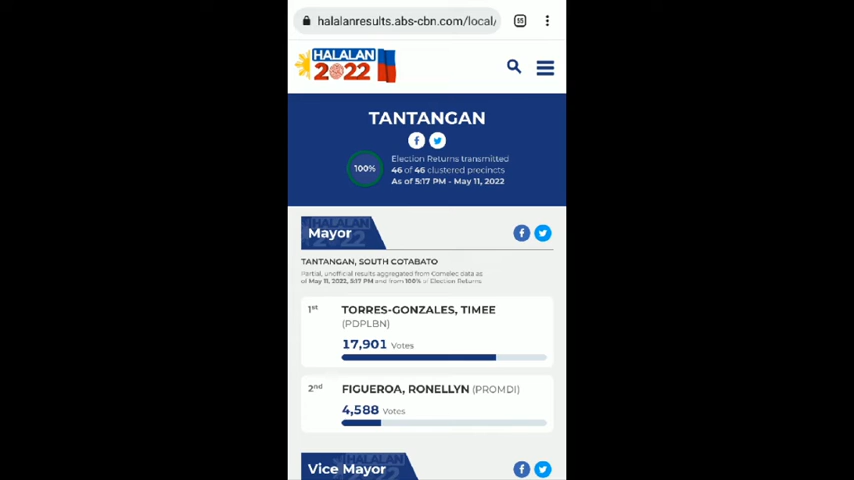 halalanresults.abs-cbn.com/local/
55
HALALAN
2022
TANTANGAN
100%
Election Returns transmitted
46 of 46 clustered precincts
As of 5:17 PM - May 11, 2022
Mayor
TANTANGAN, SOUTH COTABATO
Partial, unofficial results aggregated from Comelec data as
of May 11, 2022, 5:17 PM and from 100% of Election Returns
1st
TORRES-GONZALES, TIMEE
(PDPLBN)
17,901 Votes
2nd
FIGUEROA, RONELLYN (PROMDI)
4,588 Votes
Vice Mayor